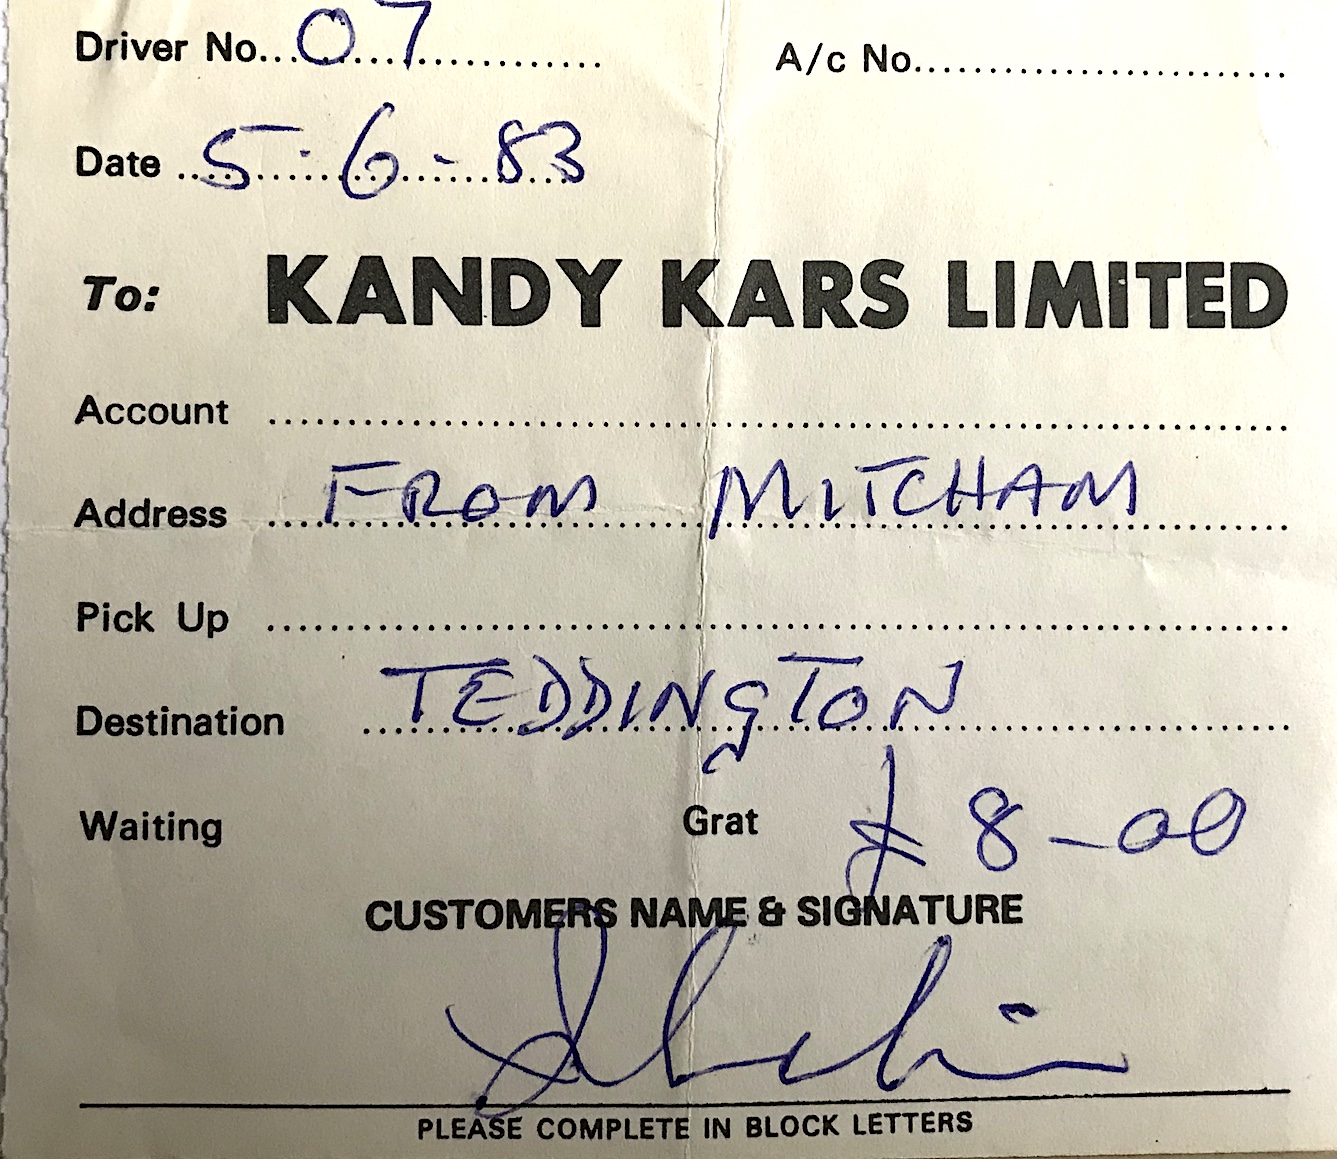 Driver No...07...............
A/c No..............................
Date ..5-6-83
To: KANDY KARS LIMITED
Account ........................................
Address ....FROM MITCHAM
Pick Up ........................................
Destination TEDDINGTON
Waiting Grat £8-00
CUSTOMERS NAME & SIGNATURE
PLEASE COMPLETE IN BLOCK LETTERS